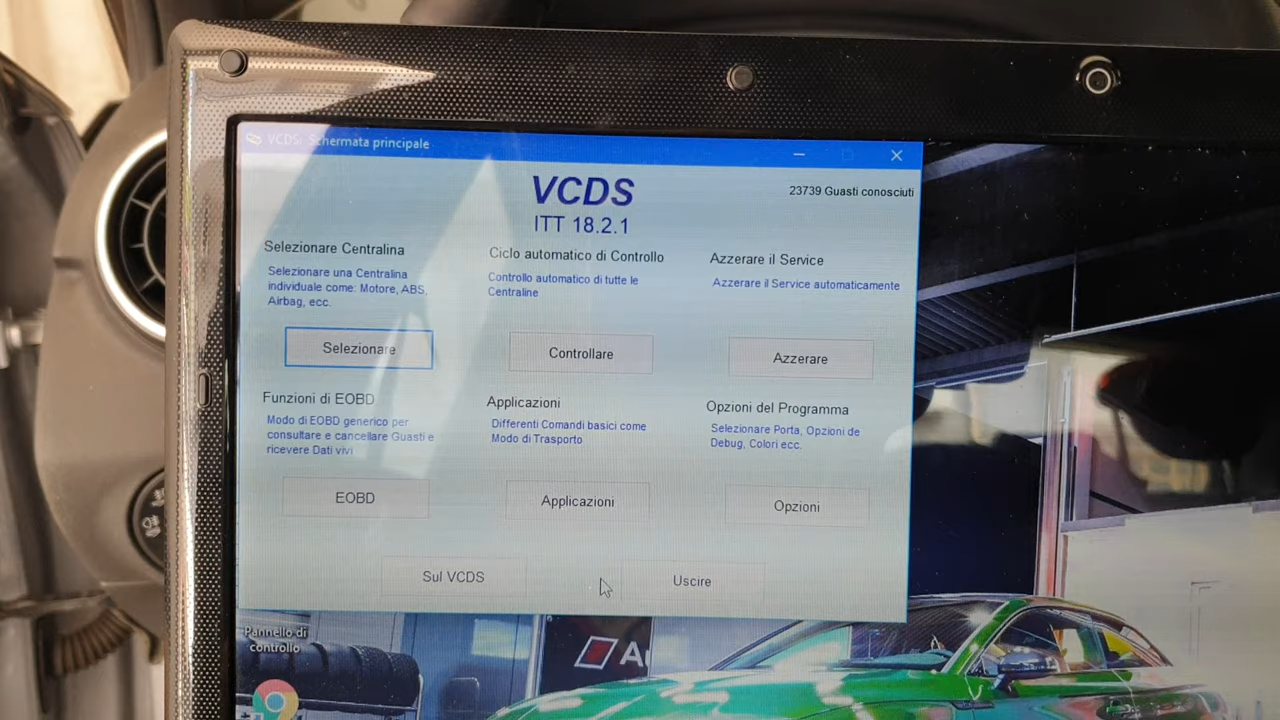 VCDS: Schermata principale
VCDS
ITT 18.2.1
23739 Guasti conosciuti
Selezionare Centralina
Selezionare una Centralina
individuale come: Motore, ABS,
Airbag, ecc.
Selezionare
Ciclo automatico di Controllo
Controllo automatico di tutte le
Centraline
Controllare
Azzerare il Service
Azzerare il Service automaticamente
Azzerare
Funzioni di EOBD
Modo di EOBD generico per
consultare e cancellare Guasti e
ricevere Dati vivi
EOBD
Applicazioni
Differenti Comandi basici come
Modo di Trasporto
Applicazioni
Opzioni del Programma
Selezionare Porta, Opzioni de
Debug, Colori ecc.
Opzioni
Sul VCDS
Uscire
Pannello di
controllo